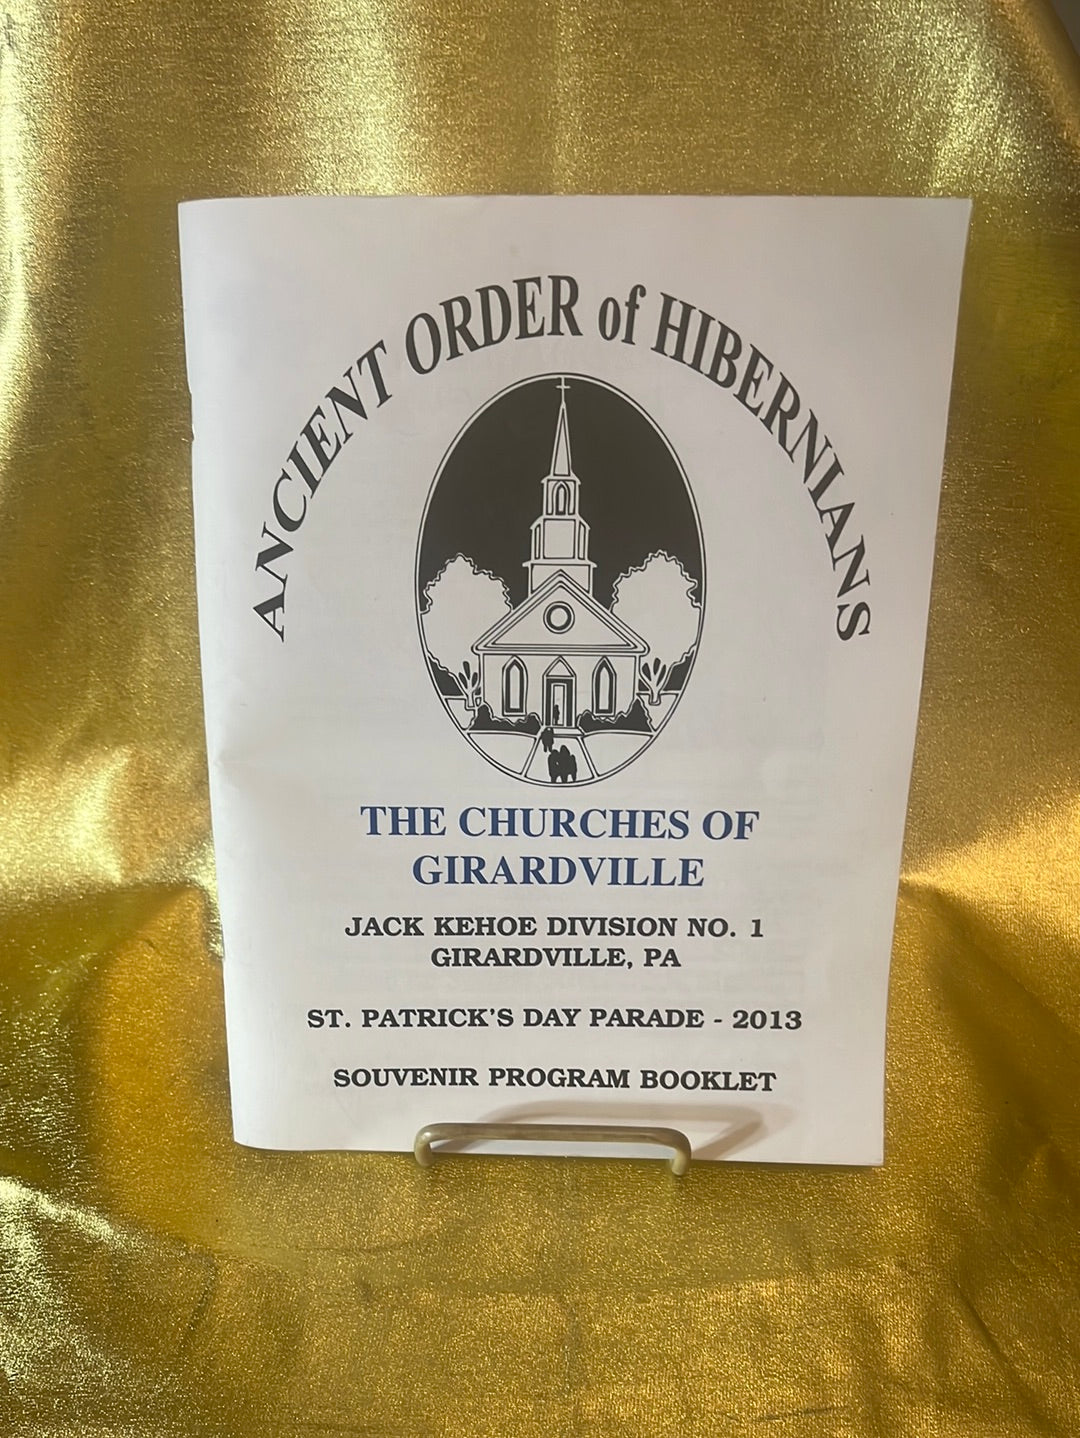 ANCIENT ORDER of HIBERNIANS
THE CHURCHES OF
GIRARDVILLE
JACK KEHOE DIVISION NO. 1
GIRARDVILLE, PA
ST. PATRICK'S DAY PARADE - 2013
SOUVENIR PROGRAM BOOKLET